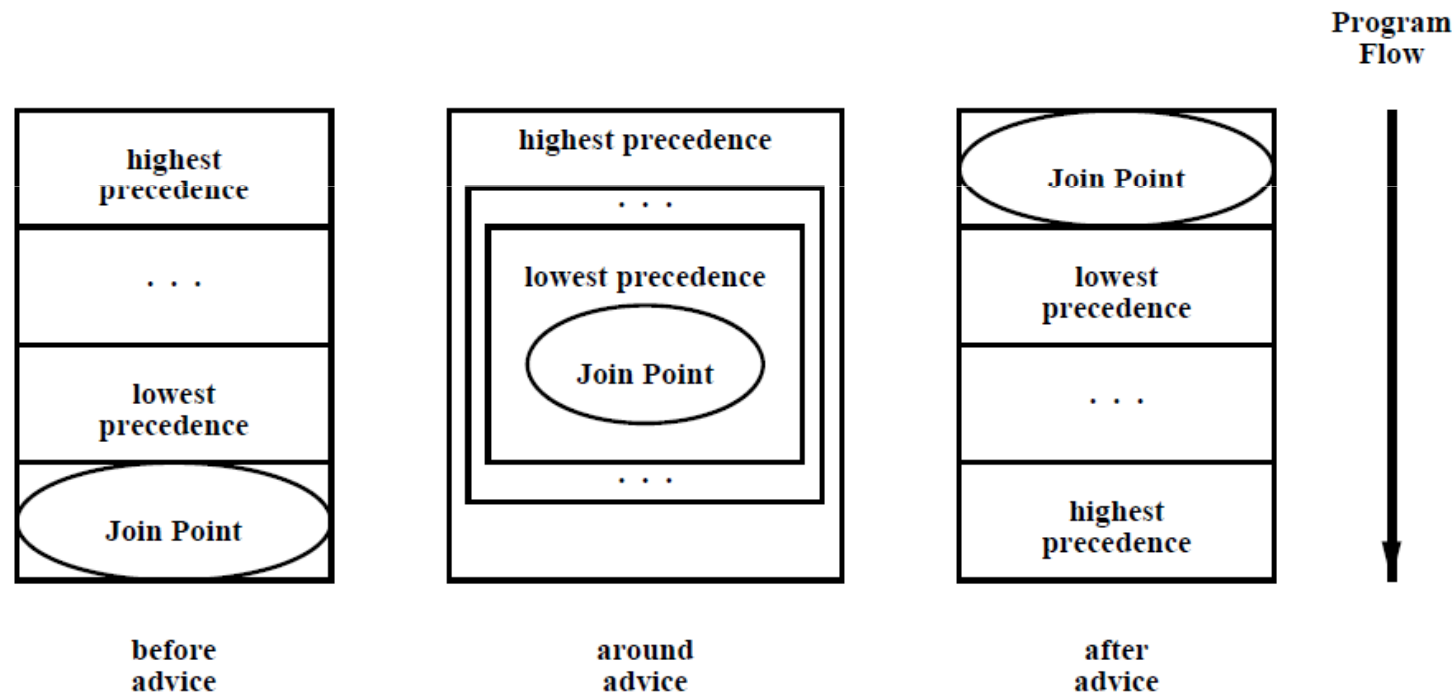 Program
Flow
highest
precedence
. . .
lowest
precedence
Join Point
before
advice
highest precedence
. . .
lowest precedence
Join Point
. . .
around
advice
Join Point
lowest
precedence
. . .
highest
precedence
after
advice